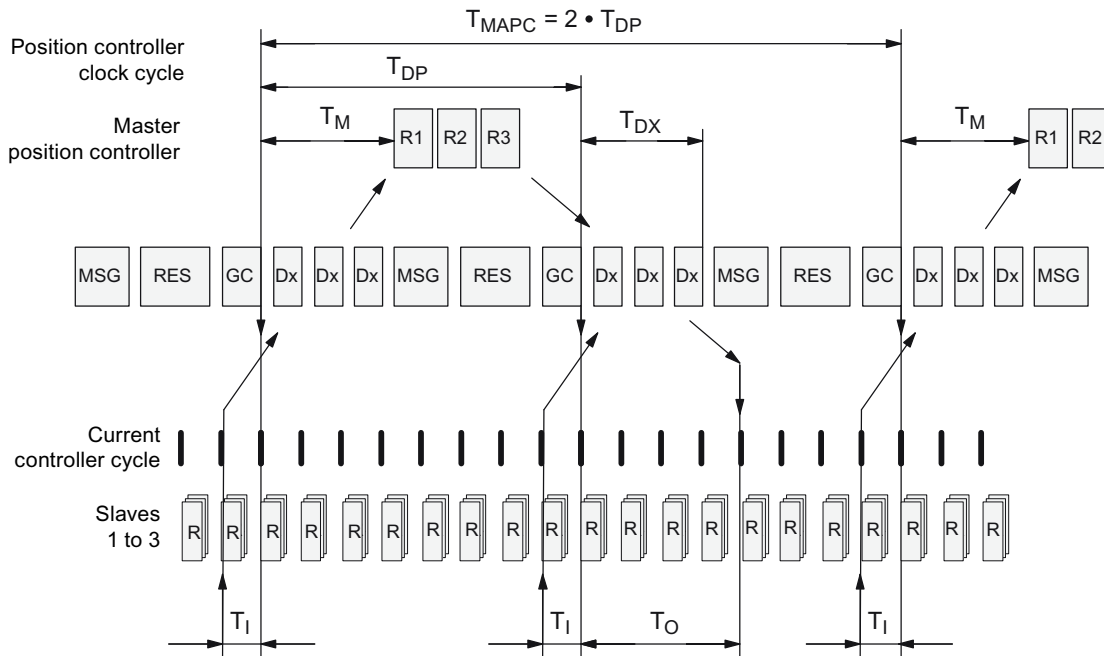 T_MAPC = 2 • T_DP
Position controller
clock cycle
T_DP
Master
position controller
T_M
R1 R2 R3
T_DX
T_M
R1 R2
MSG RES GC Dx Dx Dx MSG RES GC Dx Dx Dx MSG RES GC Dx Dx Dx MSG
Current
controller cycle
Slaves
1 to 3
R R R R R R R R R R R R R R R R R R R R R
T_I T_I T_O T_I